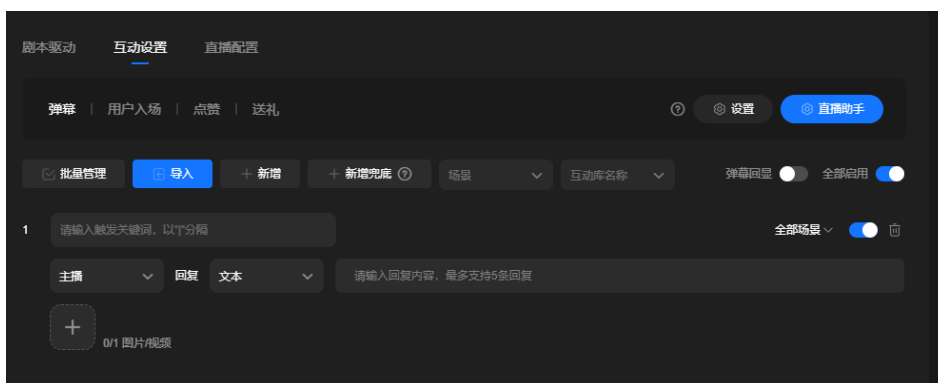 剧本驱动 互动设置 直播配置
弹幕 | 用户入场 | 点赞 | 送礼 设置 直播助手
批量管理 导入 新增 新增兜底 场景 互动库名称 弹幕回显 全部启用
1 请输入触发关键词，以"|"分隔 全部场景
主播 回复 文本 请输入回复内容，最多支持5条回复
0/1 图片/视频